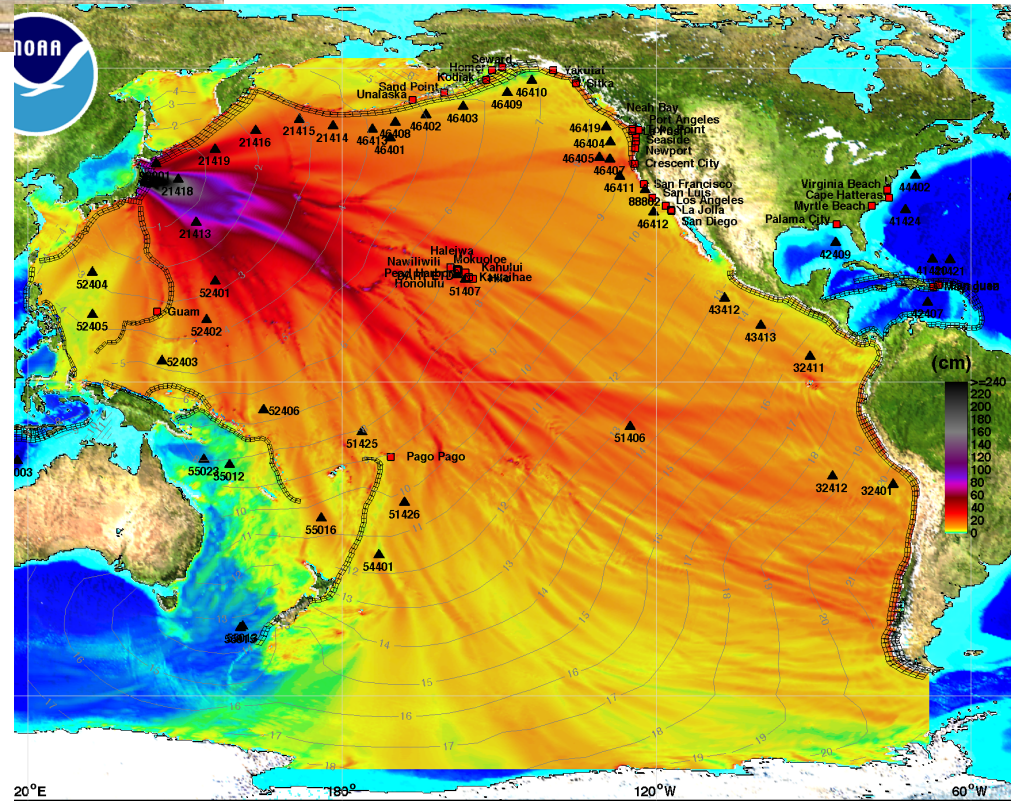 NOAA
Seward
Homer
Kodiak
Yakutat
Sitka
Sand Point
Unalaska
46410
46409
46403
46402
46408
46413
46401
21414
21415
21416
21419
21418
21413
Neah Bay
Port Angeles
Seaside
Newport
Crescent City
46419
46404
46405
46407
46411
San Francisco
San Luis
Los Angeles
La Jolla
San Diego
46412
Virginia Beach
Cape Hatteras
Myrtle Beach
Palama City
44402
41424
42409
42407
Haleiwa
Nawiliwili
Mokuoloe
Kahului
Honolulu
51407
52404
52405
52401
52402
Guam
52403
52406
43412
43413
32411
(cm)
>=240
220
200
180
160
140
120
100
80
60
40
20
0
51425
Pago Pago
51406
55023
55012
55016
51426
54401
32412
32401
003
20°E
180°
120°W
60°W